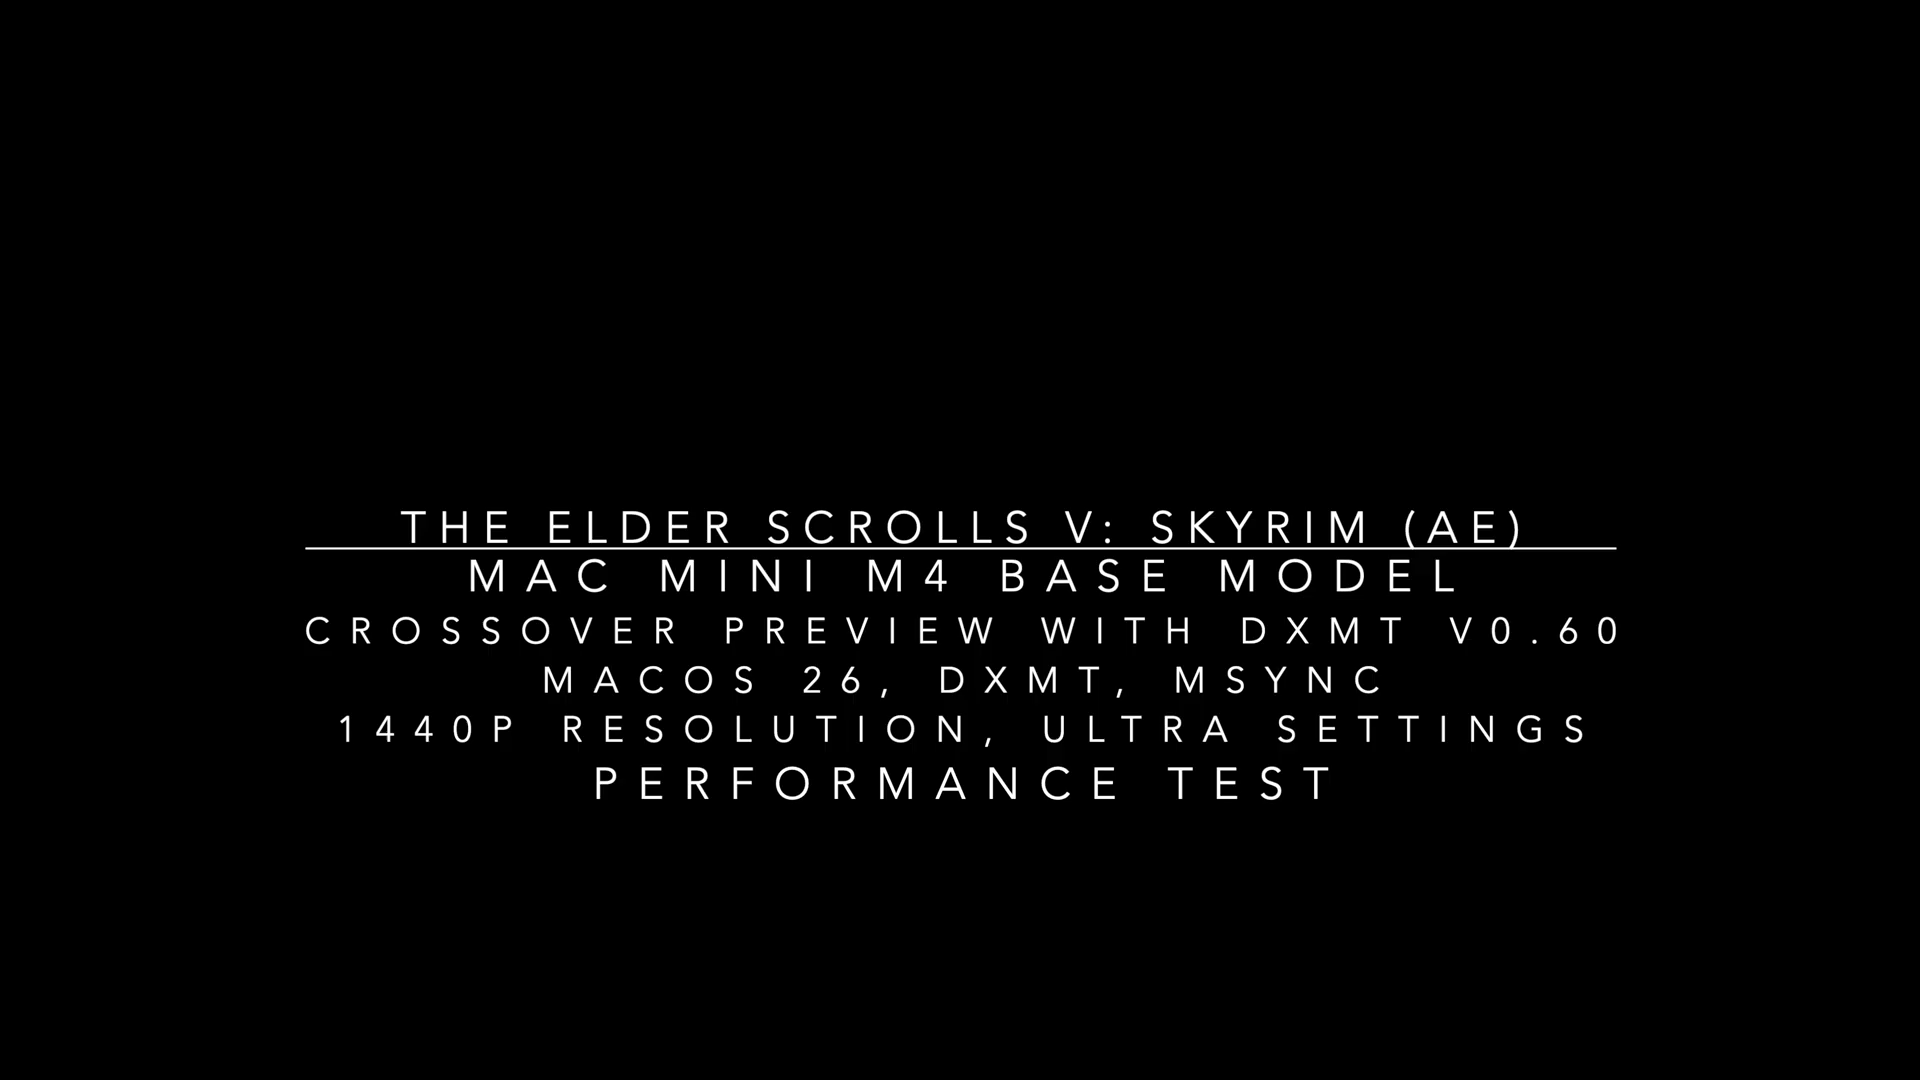 THE ELDER SCROLLS V: SKYRIM (AE)
MAC MINI M4 BASE MODEL
CROSSOVER PREVIEW WITH DXMT V0.60
MACOS 26, DXMT, MSYNC
1440P RESOLUTION, ULTRA SETTINGS
PERFORMANCE TEST